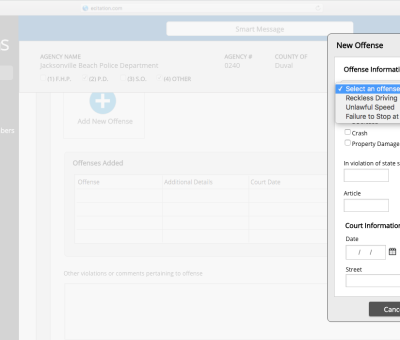 Smart Message
S
AGENCY NAME
Jacksonville Beach Police Department
AGENCY #
0240
COUNTY OF
Duval
(1) F.H.P. (2) P.D. (3) S.O. (4) OTHER
Add New Offense
Offenses Added
Offense Additional Details Court Date
Other violations or comments pertaining to offense
bers
New Offense
Offense Informati
✓ Select an offense
Reckless Driving
Unlawful Speed
Failure to Stop at
Crash
Property Damage
In violation of state s
Article
Court Information
Date
/ /
Street
Cance